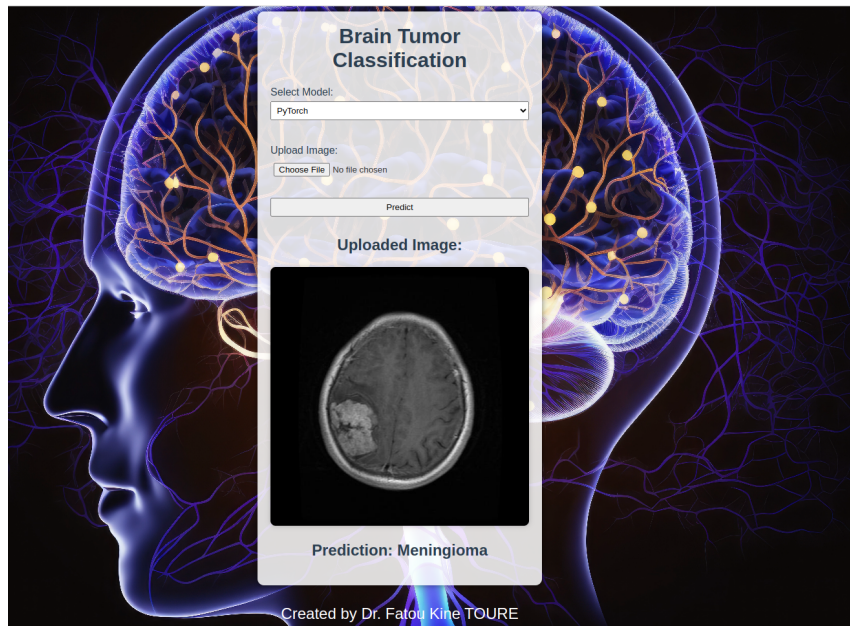 Brain Tumor
Classification
Select Model:
PyTorch
Upload Image:
Choose File No file chosen
Predict
Uploaded Image:
Prediction: Meningioma
Created by Dr. Fatou Kine TOURE